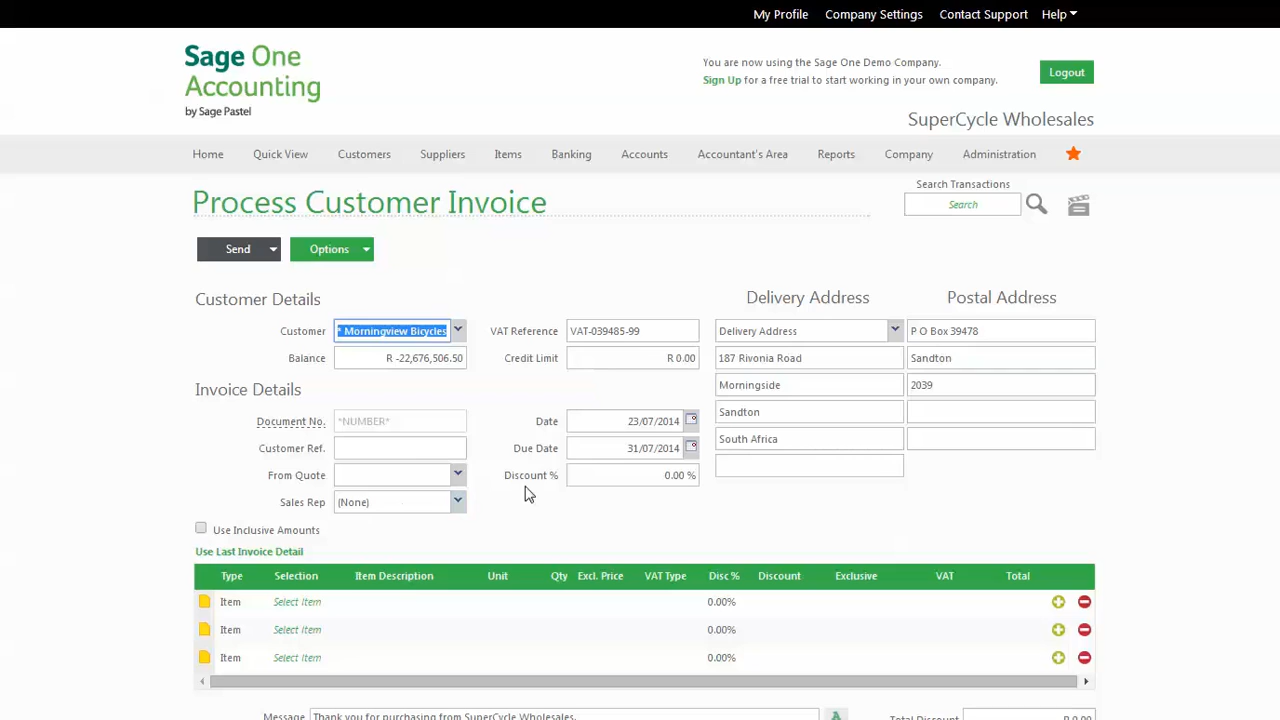 My Profile Company Settings Contact Support Help
Sage One
Accounting
by Sage Pastel
You are now using the Sage One Demo Company.
Sign Up for a free trial to start working in your own company.
Logout
SuperCycle Wholesales
Home Quick View Customers Suppliers Items Banking Accounts Accountant's Area Reports Company Administration
Process Customer Invoice
Search Transactions
Search
Send Options
Customer Details Delivery Address Postal Address
Customer * Morningview Bicycles VAT Reference VAT-039485-99 Delivery Address P O Box 39478
Balance R -22,676,506.50 Credit Limit R 0.00 187 Rivonia Road Sandton
Invoice Details Morningside 2039
Document No. *NUMBER* Date 23/07/2014 Sandton
Customer Ref. Due Date 31/07/2014 South Africa
From Quote Discount % 0.00 %
Sales Rep (None)
Use Inclusive Amounts
Use Last Invoice Detail
Type Selection Item Description Unit Qty Excl. Price VAT Type Disc % Discount Exclusive VAT Total
Item Select Item 0.00%
Item Select Item 0.00%
Item Select Item 0.00%
Message Thank you for purchasing from SuperCycle Wholesales. Total Discount R 0.00